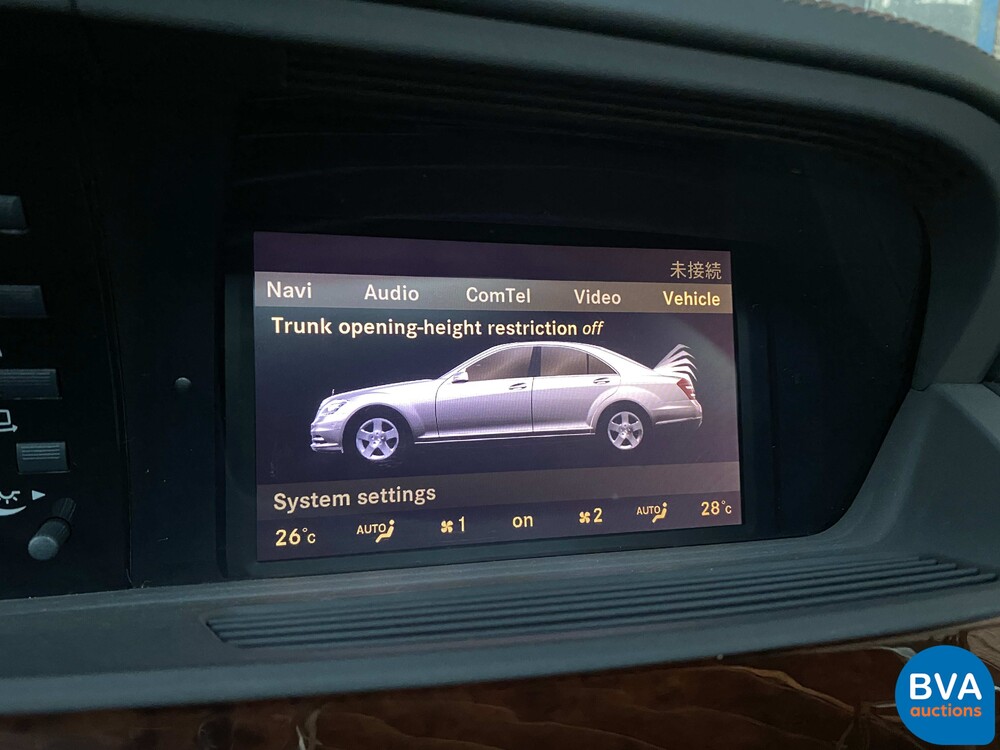 未接続
Navi Audio ComTel Video Vehicle
Trunk opening-height restriction off
System settings
26°C AUTO 1 on 2 AUTO 28°C
BVA
auctions